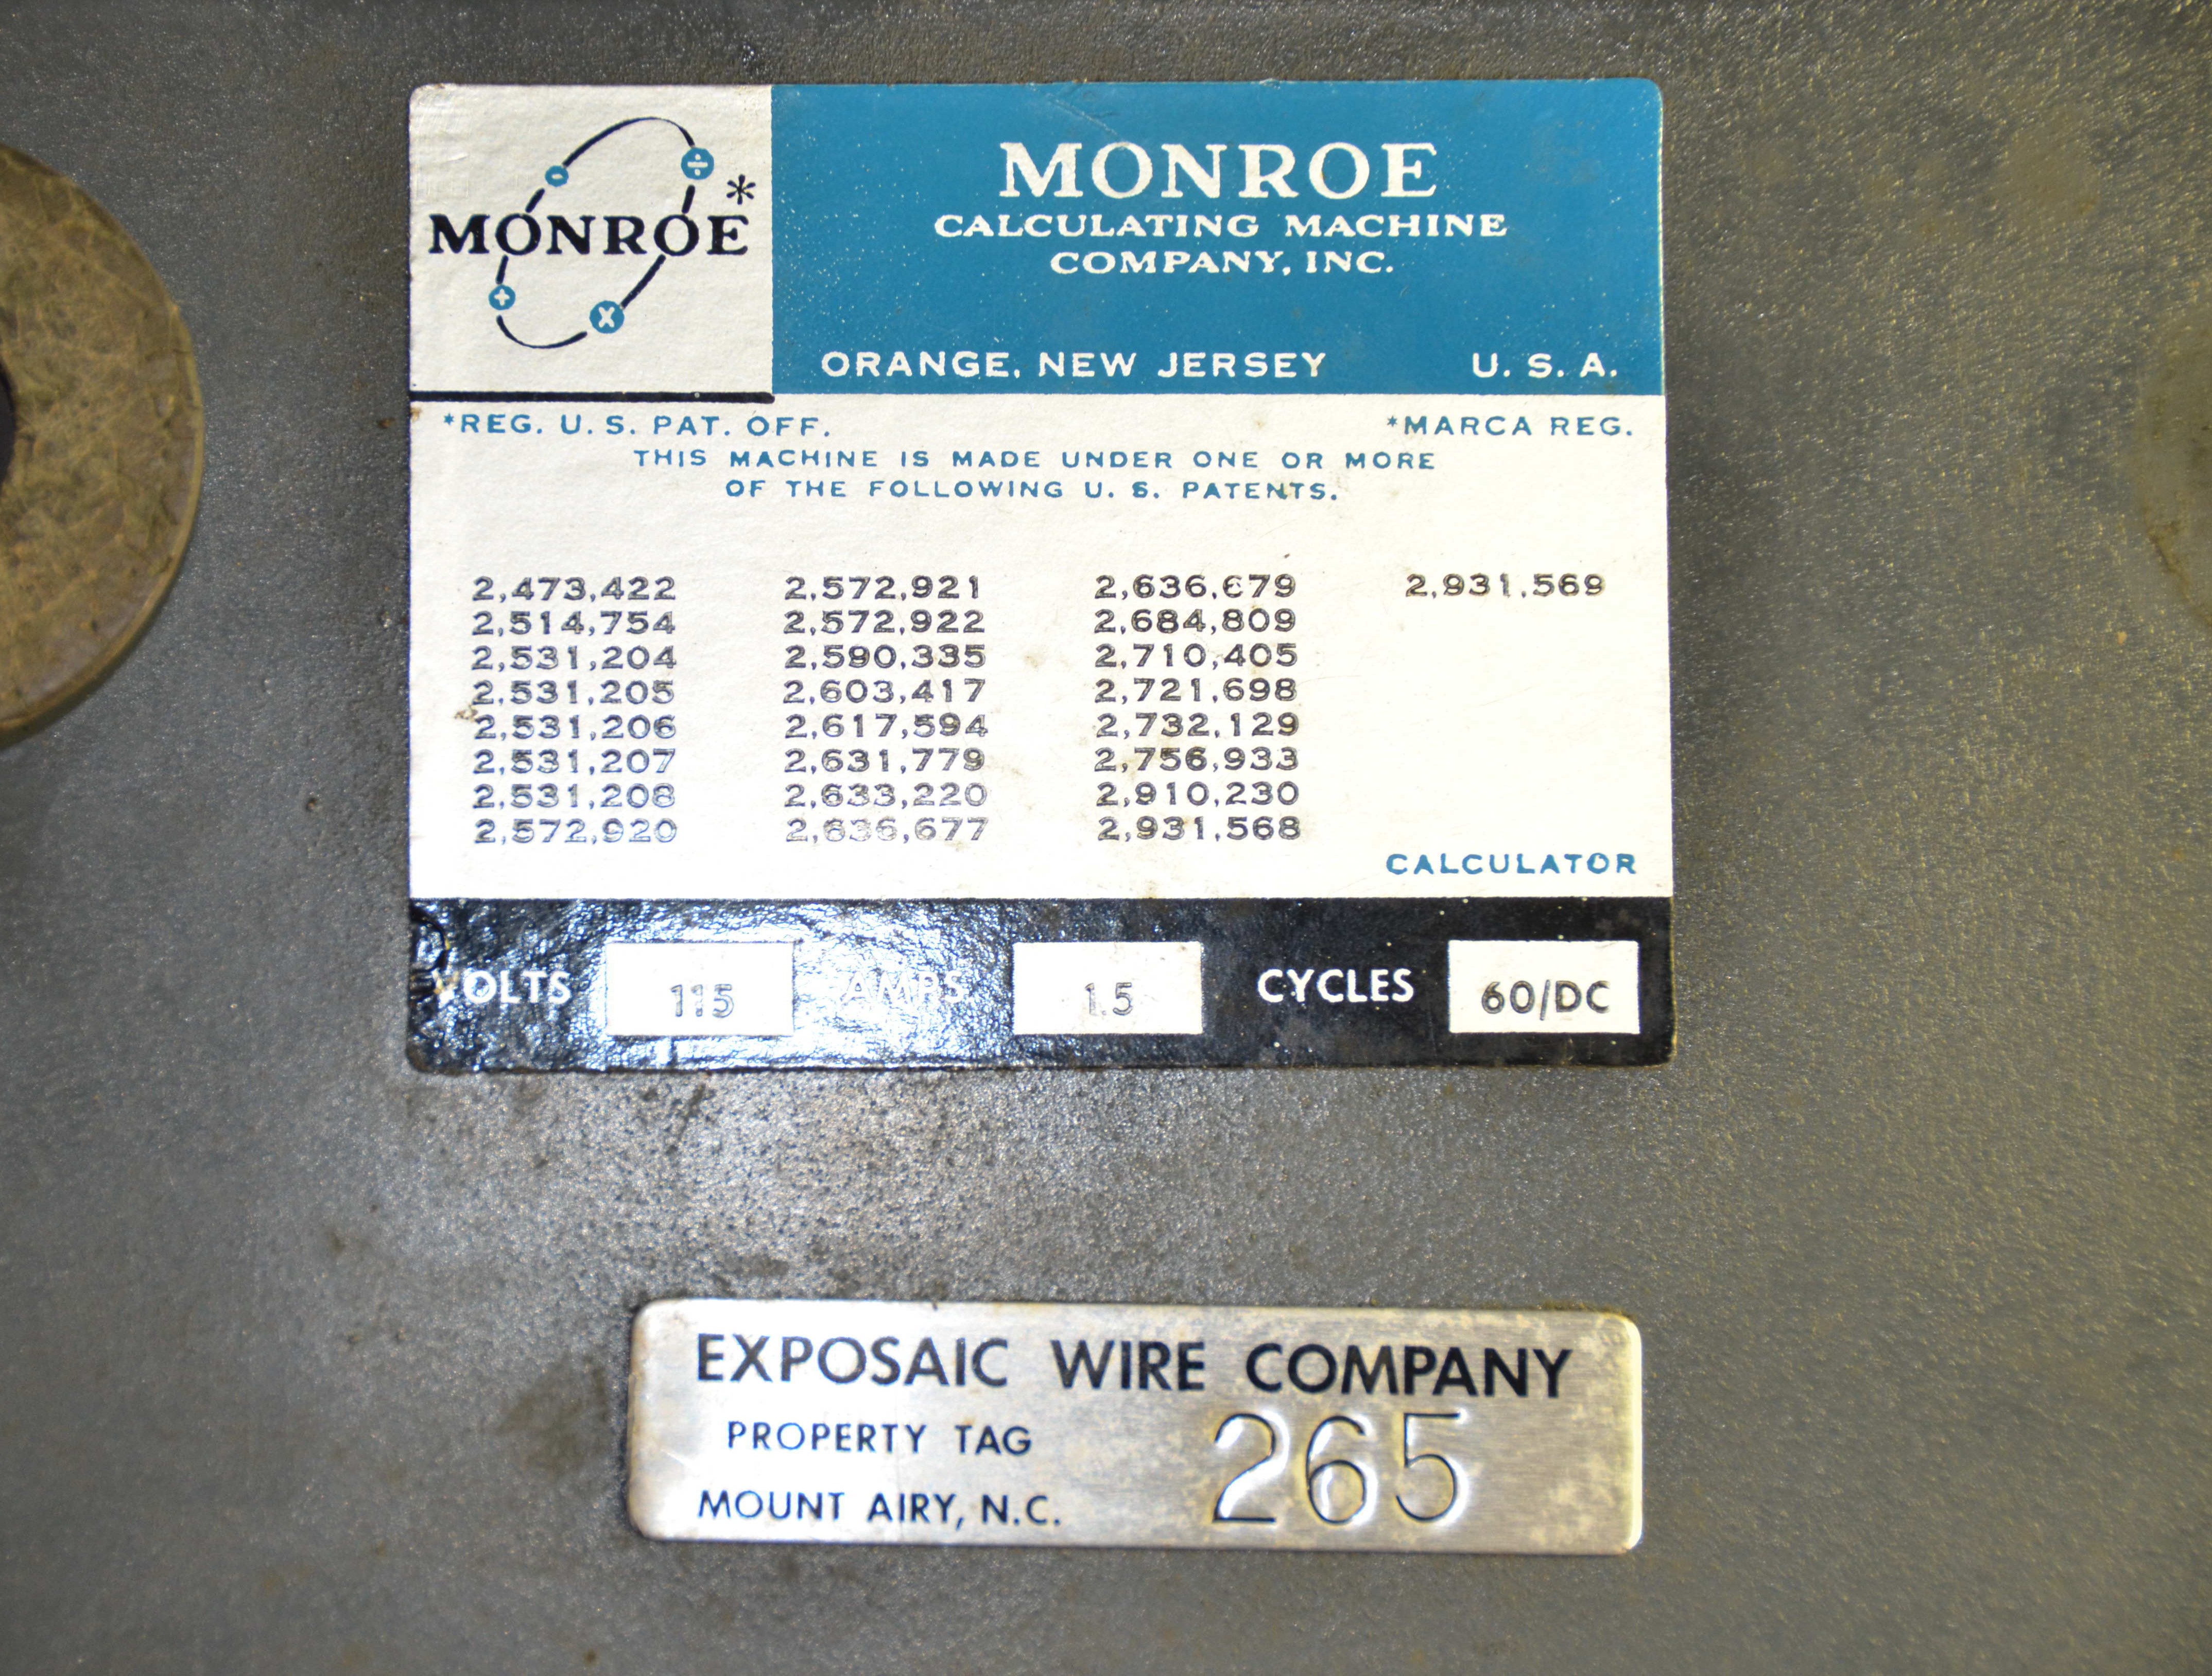 MONROE*
MONROE
CALCULATING MACHINE
COMPANY, INC.
ORANGE, NEW JERSEY U. S. A.
*REG. U. S. PAT. OFF. *MARCA REG.
THIS MACHINE IS MADE UNDER ONE OR MORE
OF THE FOLLOWING U. S. PATENTS.
2,473,422 2,572,921 2,636,679 2,931,569
2,514,754 2,572,922 2,684,809
2,531,204 2,590,335 2,710,405
2,531,205 2,603,417 2,721,698
2,531,206 2,617,594 2,732,129
2,531,207 2,631,779 2,756,933
2,531,208 2,633,220 2,910,230
2,572,920 2,636,677 2,931,568
CALCULATOR
VOLTS 115 AMPS 1.5 CYCLES 60/DC
EXPOSAIC WIRE COMPANY
PROPERTY TAG 265
MOUNT AIRY, N.C.